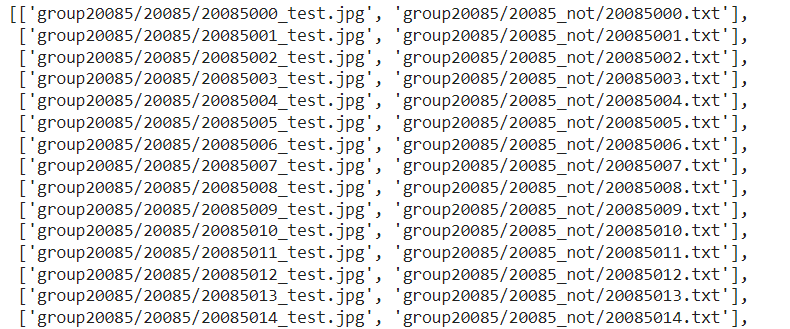 [['group20085/20085/20085000_test.jpg', 'group20085/20085_not/20085000.txt'],
['group20085/20085/20085001_test.jpg', 'group20085/20085_not/20085001.txt'],
['group20085/20085/20085002_test.jpg', 'group20085/20085_not/20085002.txt'],
['group20085/20085/20085003_test.jpg', 'group20085/20085_not/20085003.txt'],
['group20085/20085/20085004_test.jpg', 'group20085/20085_not/20085004.txt'],
['group20085/20085/20085005_test.jpg', 'group20085/20085_not/20085005.txt'],
['group20085/20085/20085006_test.jpg', 'group20085/20085_not/20085006.txt'],
['group20085/20085/20085007_test.jpg', 'group20085/20085_not/20085007.txt'],
['group20085/20085/20085008_test.jpg', 'group20085/20085_not/20085008.txt'],
['group20085/20085/20085009_test.jpg', 'group20085/20085_not/20085009.txt'],
['group20085/20085/20085010_test.jpg', 'group20085/20085_not/20085010.txt'],
['group20085/20085/20085011_test.jpg', 'group20085/20085_not/20085011.txt'],
['group20085/20085/20085012_test.jpg', 'group20085/20085_not/20085012.txt'],
['group20085/20085/20085013_test.jpg', 'group20085/20085_not/20085013.txt'],
['group20085/20085/20085014_test.jpg', 'group20085/20085_not/20085014.txt'],